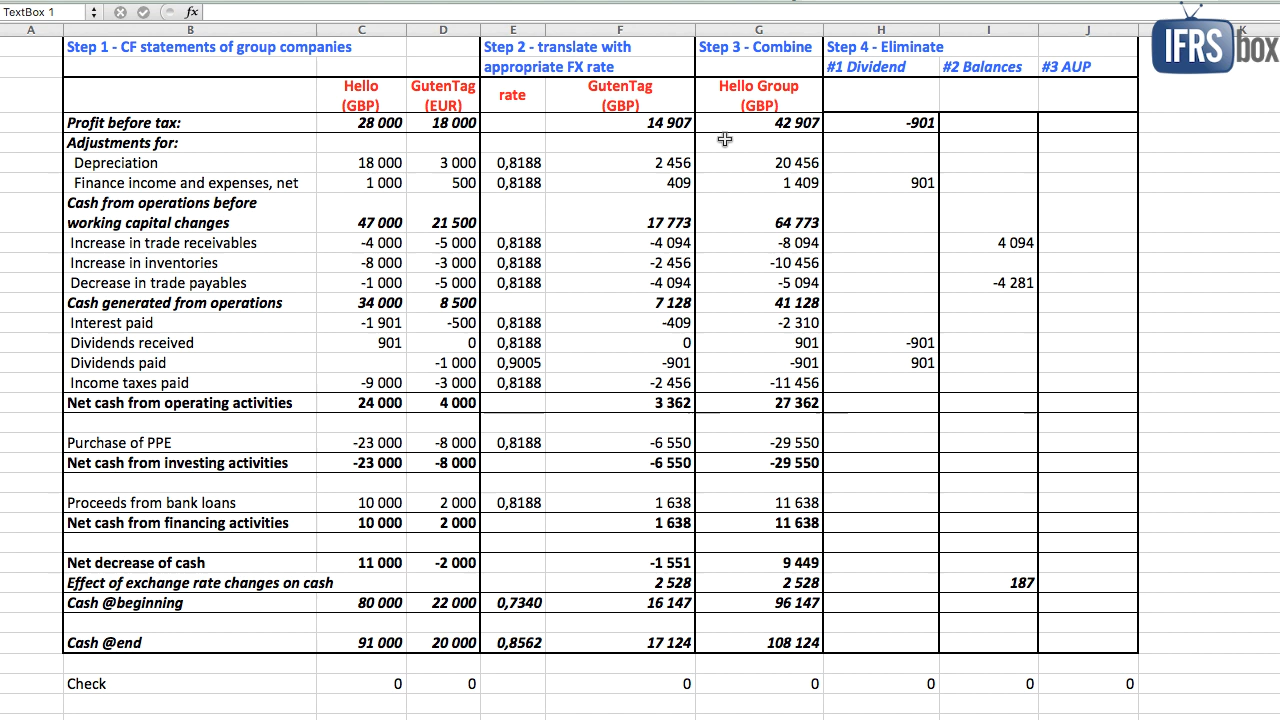 TextBox 1 fx
A B C D E F G H I J K
Step 1 - CF statements of group companies Step 2 - translate with Step 3 - Combine Step 4 - Eliminate
appropriate FX rate #1 Dividend #2 Balances #3 AUP
IFRSbox
Hello GutenTag rate GutenTag Hello Group
(GBP) (EUR) (GBP) (GBP)
Profit before tax: 28 000 18 000 14 907 42 907 -901
Adjustments for:
Depreciation 18 000 3 000 0,8188 2 456 20 456
Finance income and expenses, net 1 000 500 0,8188 409 1 409 901
Cash from operations before
working capital changes 47 000 21 500 17 773 64 773
Increase in trade receivables -4 000 -5 000 0,8188 -4 094 -8 094 4 094
Increase in inventories -8 000 -3 000 0,8188 -2 456 -10 456
Decrease in trade payables -1 000 -5 000 0,8188 -4 094 -5 094 -4 281
Cash generated from operations 34 000 8 500 7 128 41 128
Interest paid -1 901 -500 0,8188 -409 -2 310
Dividends received 901 0 0,8188 0 901 -901
Dividends paid -1 000 0,9005 -901 -901 901
Income taxes paid -9 000 -3 000 0,8188 -2 456 -11 456
Net cash from operating activities 24 000 4 000 3 362 27 362
Purchase of PPE -23 000 -8 000 0,8188 -6 550 -29 550
Net cash from investing activities -23 000 -8 000 -6 550 -29 550
Proceeds from bank loans 10 000 2 000 0,8188 1 638 11 638
Net cash from financing activities 10 000 2 000 1 638 11 638
Net decrease of cash 11 000 -2 000 -1 551 9 449
Effect of exchange rate changes on cash 2 528 2 528 187
Cash @beginning 80 000 22 000 0,7340 16 147 96 147
Cash @end 91 000 20 000 0,8562 17 124 108 124
Check 0 0 0 0 0 0 0